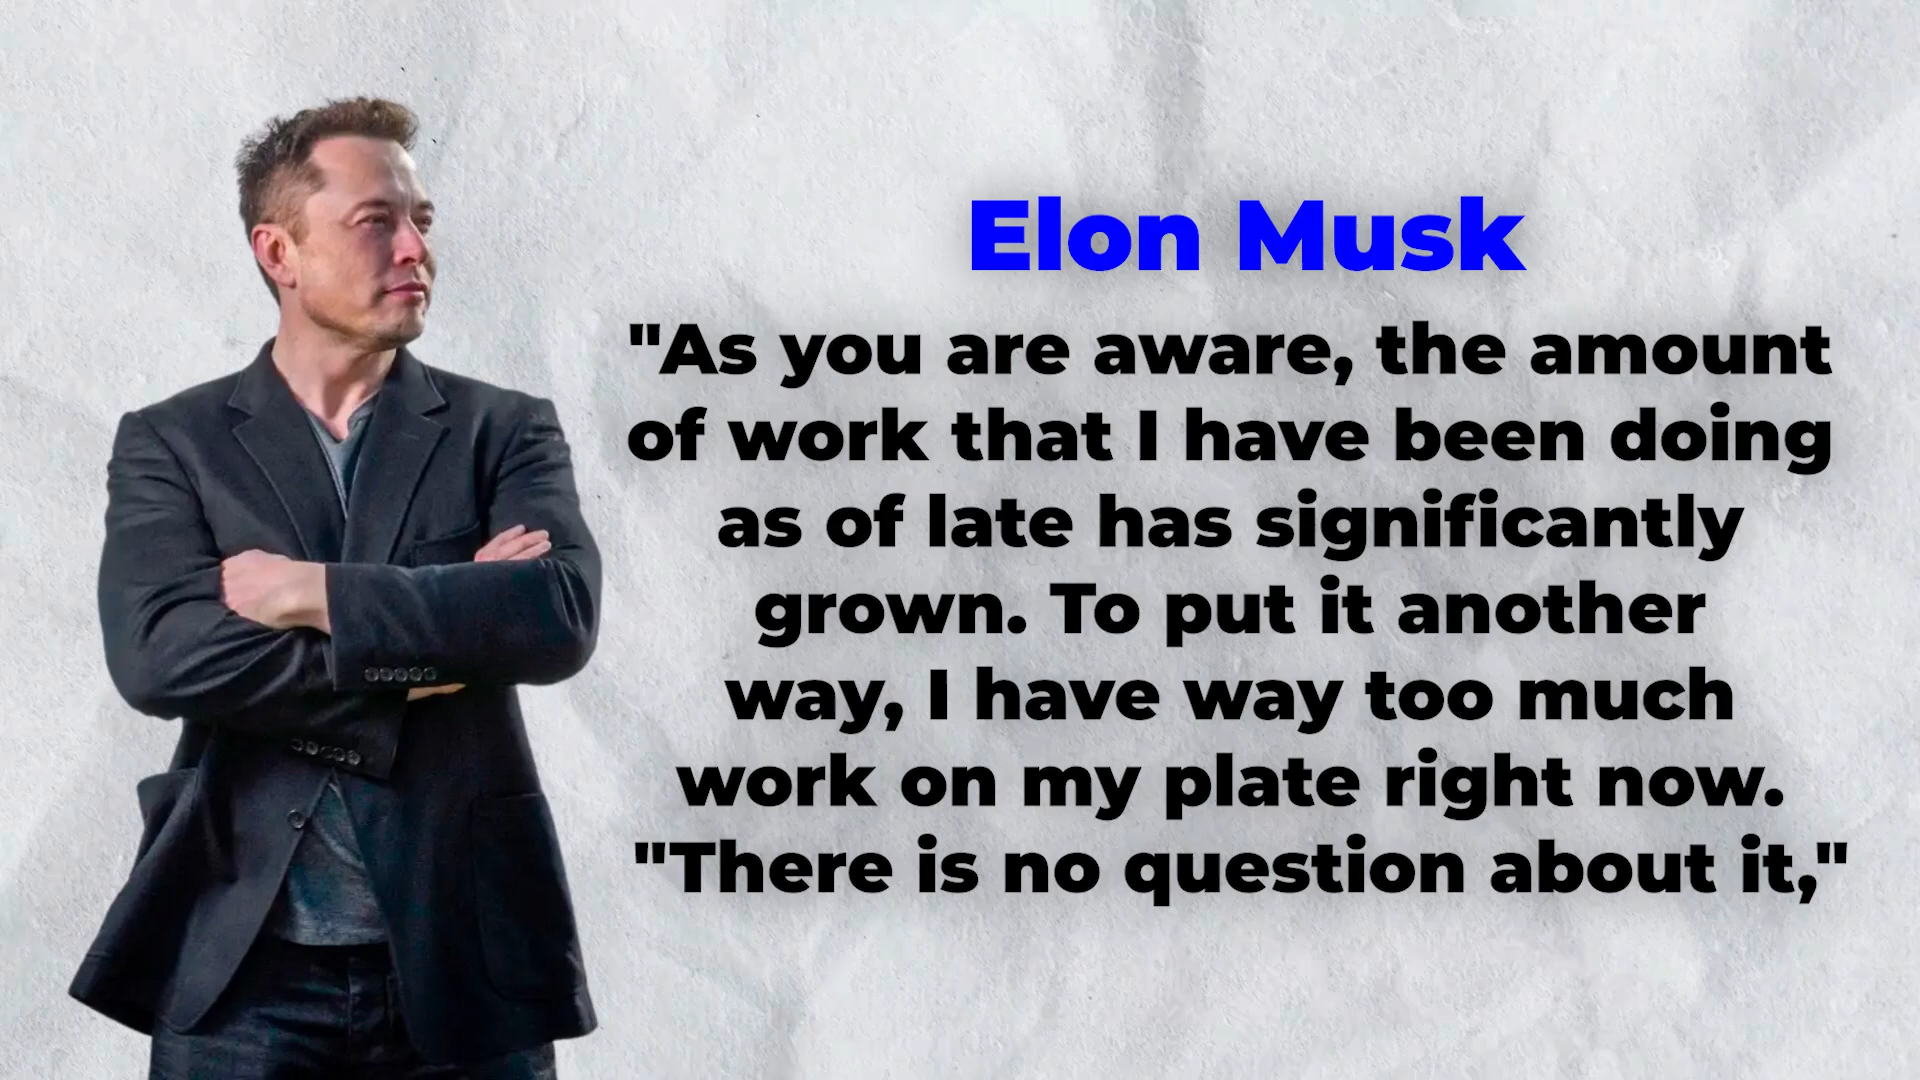 Elon Musk
"As you are aware, the amount
of work that I have been doing
as of late has significantly
grown. To put it another
way, I have way too much
work on my plate right now.
"There is no question about it,"